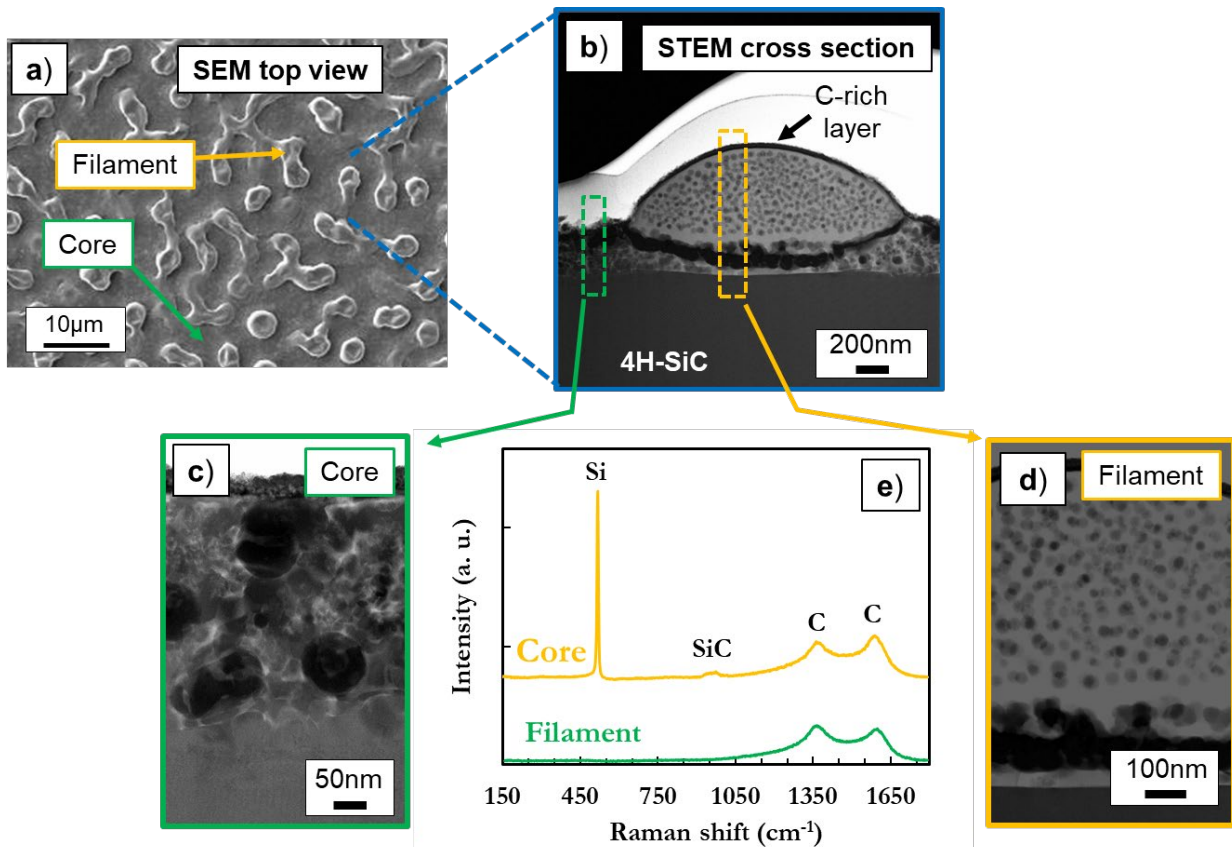 a)
SEM top view
Filament
Core
10μm
b)
STEM cross section
C-rich
layer
4H-SiC
200nm
c)
Core
50nm
e)
Si
SiC
C
C
Core
Filament
Intensity (a. u.)
150 450 750 1050 1350 1650
Raman shift (cm⁻¹)
d)
Filament
100nm